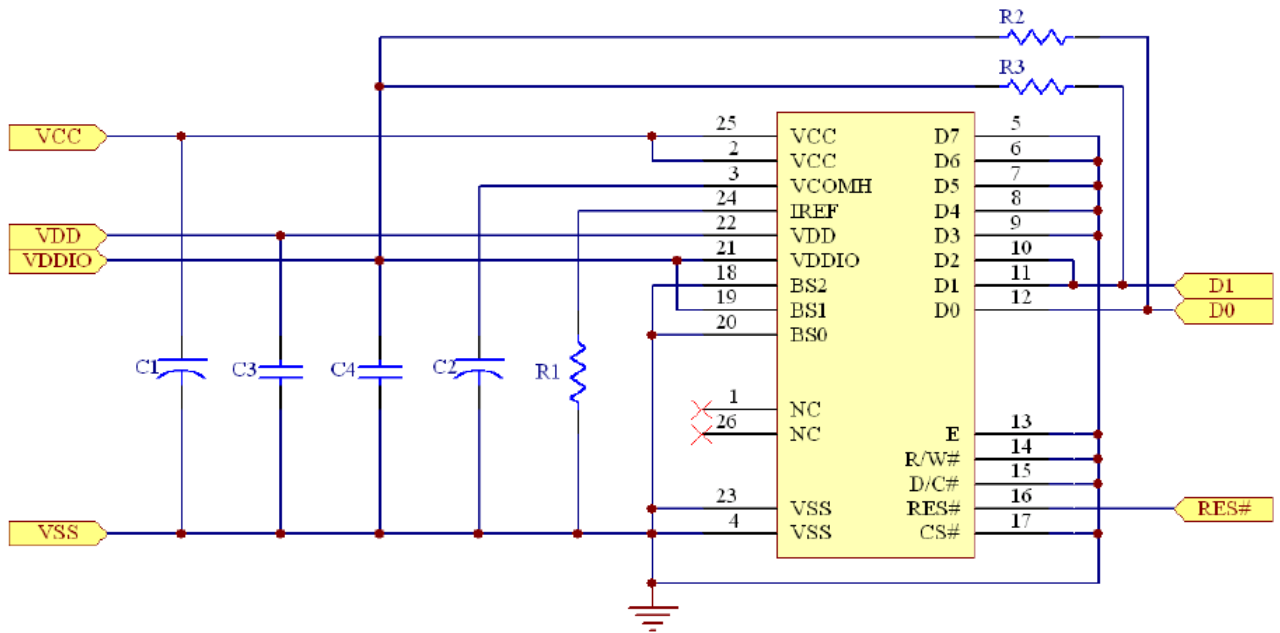 R2
R3
VCC 25 VCC D7 5
2 VCC D6 6
3 VCOMH D5 7
24 IREF D4 8
VDD 22 VDD D3 9
VDDIO 21 VDDIO D2 10
18 BS2 D1 11 D1
19 BS1 D0 12 D0
20 BS0
C1 C3 C4 C2 R1
1 NC
26 NC E 13
R/W# 14
D/C# 15
23 VSS RES# 16 RES#
VSS 4 VSS CS# 17